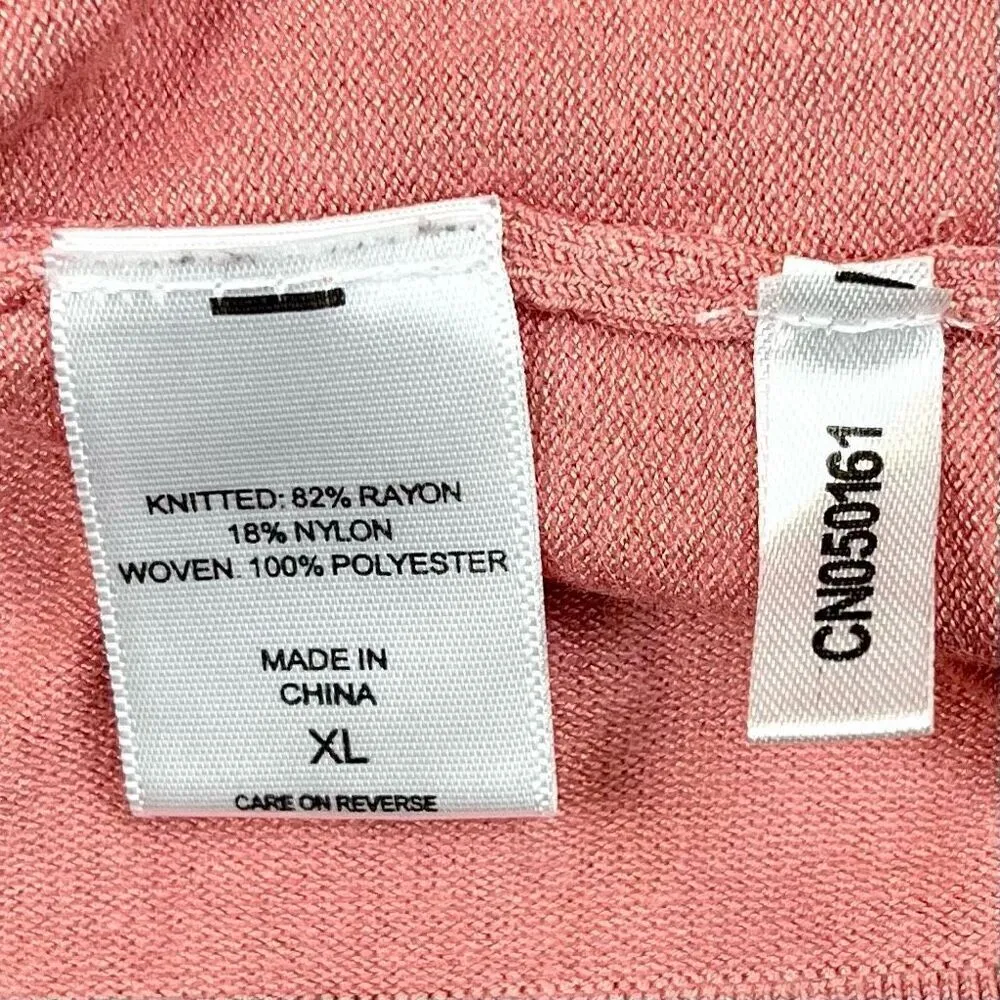 KNITTED: 82% RAYON
18% NYLON
WOVEN. 100% POLYESTER
MADE IN
CHINA
XL
CARE ON REVERSE
CN050161